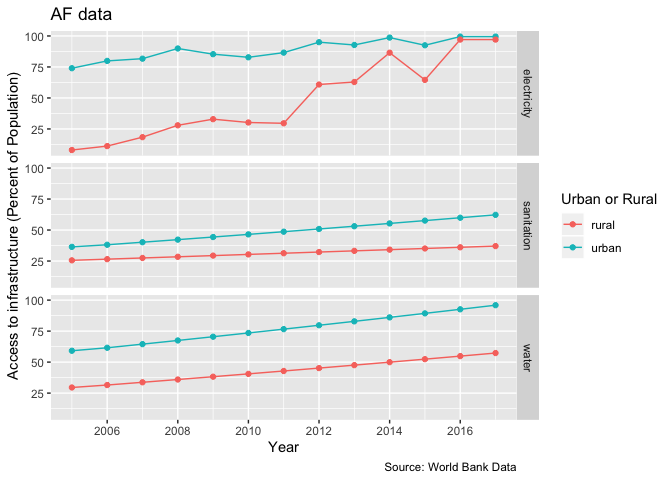 AF data
Access to infrastructure (Percent of Population)
100
75
50
25
electricity
100
75
50
25
sanitation
100
75
50
25
water
2006 2008 2010 2012 2014 2016
Year
Urban or Rural
rural
urban
Source: World Bank Data